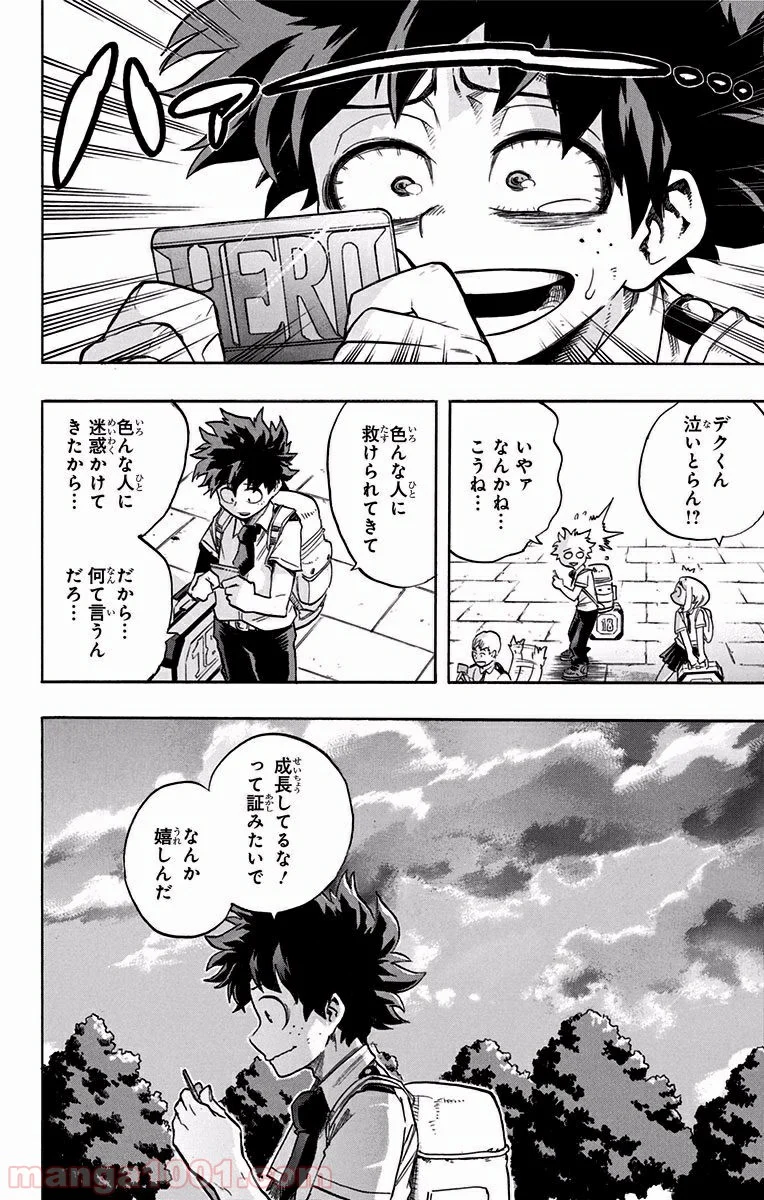 パァ
HERO
デクくん
泣いとらん!?
いやァ
なんかね…
こうね…
色んな人に
救けられてきて
色んな人に
迷惑かけて
きたから…
だから…
何て言うん
だろ…
成長してるな!
って証みたいで
なんか
嬉しんだ
18
18
manga1001.com